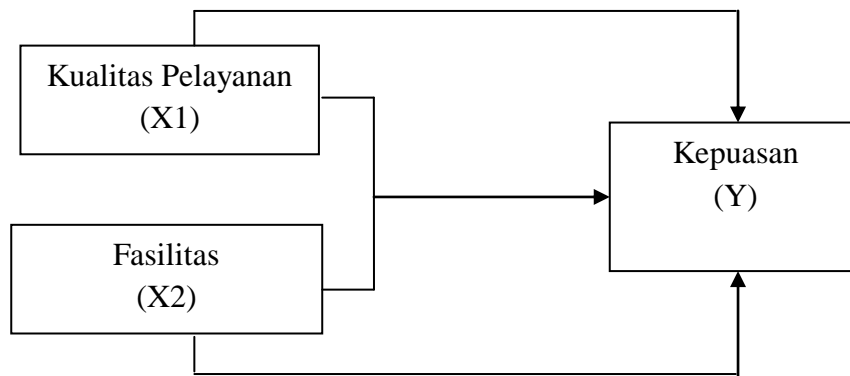 Kualitas Pelayanan
(X1)
Kepuasan
(Y)
Fasilitas
(X2)